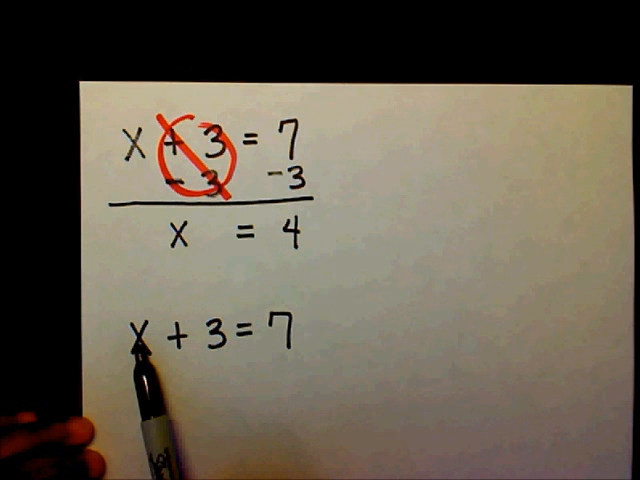 x + 3 = 7
- 3 -3
x = 4
x + 3 = 7